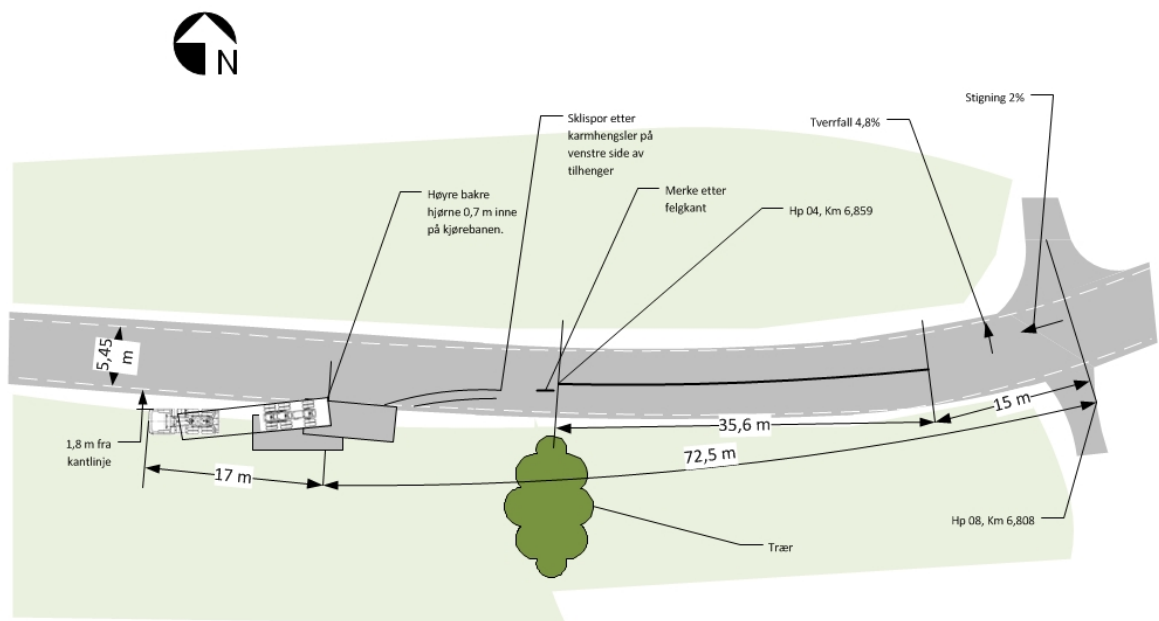 N
Stigning 2%
Tverrfall 4,8%
Sklispor etter
karmhengsler på
venstre side av
tilhenger
Høyre bakre
hjørne 0,7 m inne
på kjørebanen.
Merke etter
felgkant
Hp 04, Km 6,859
5,45
m
1,8 m fra
kantlinje
17 m
35,6 m
15 m
72,5 m
Hp 08, Km 6,808
Trær